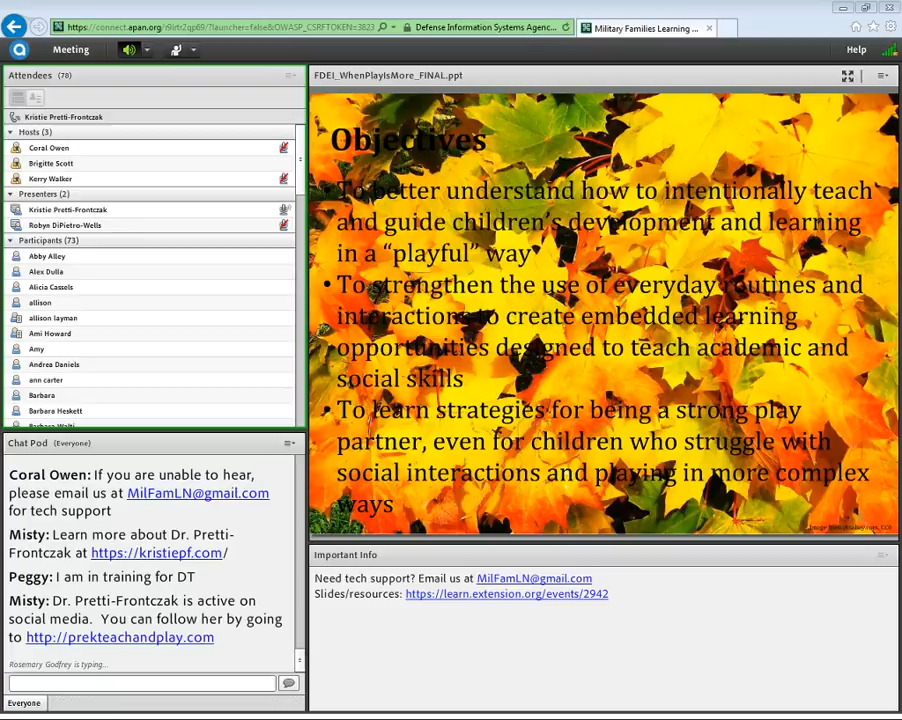 https://connect.apan.org/r9irtz2qp69/?launcher=false&OWASP_CSRFTOKEN=3823
Defense Information Systems Agenc...
Military Families Learning ...
Meeting
Help
Attendees (78)
Kristie Pretti-Frontczak
Hosts (3)
Coral Owen
Brigitte Scott
Kerry Walker
Presenters (2)
Kristie Pretti-Frontczak
Robyn DiPietro-Wells
Participants (73)
Abby Alley
Alex Dulla
Alicia Cassels
allison
allison layman
Ami Howard
Amy
Andrea Daniels
ann carter
Barbara
Barbara Heskett
Chat Pod (Everyone)
Coral Owen: If you are unable to hear,
please email us at MilFamLN@gmail.com
for tech support
Misty: Learn more about Dr. Pretti-
Frontczak at https://kristiepf.com/
Peggy: I am in training for DT
Misty: Dr. Pretti-Frontczak is active on
social media. You can follow her by going
to http://prekteachandplay.com
Rosemary Godfrey is typing...
Everyone
FDEI_WhenPlayIsMore_FINAL.ppt
Objectives
• To better understand how to intentionally teach
and guide children's development and learning
in a “playful” way
• To strengthen the use of everyday routines and
interactions to create embedded learning
opportunities designed to teach academic and
social skills
• To learn strategies for being a strong play
partner, even for children who struggle with
social interactions and playing in more complex
ways
Important Info
Need tech support? Email us at MilFamLN@gmail.com
Slides/resources: https://learn.extension.org/events/2942